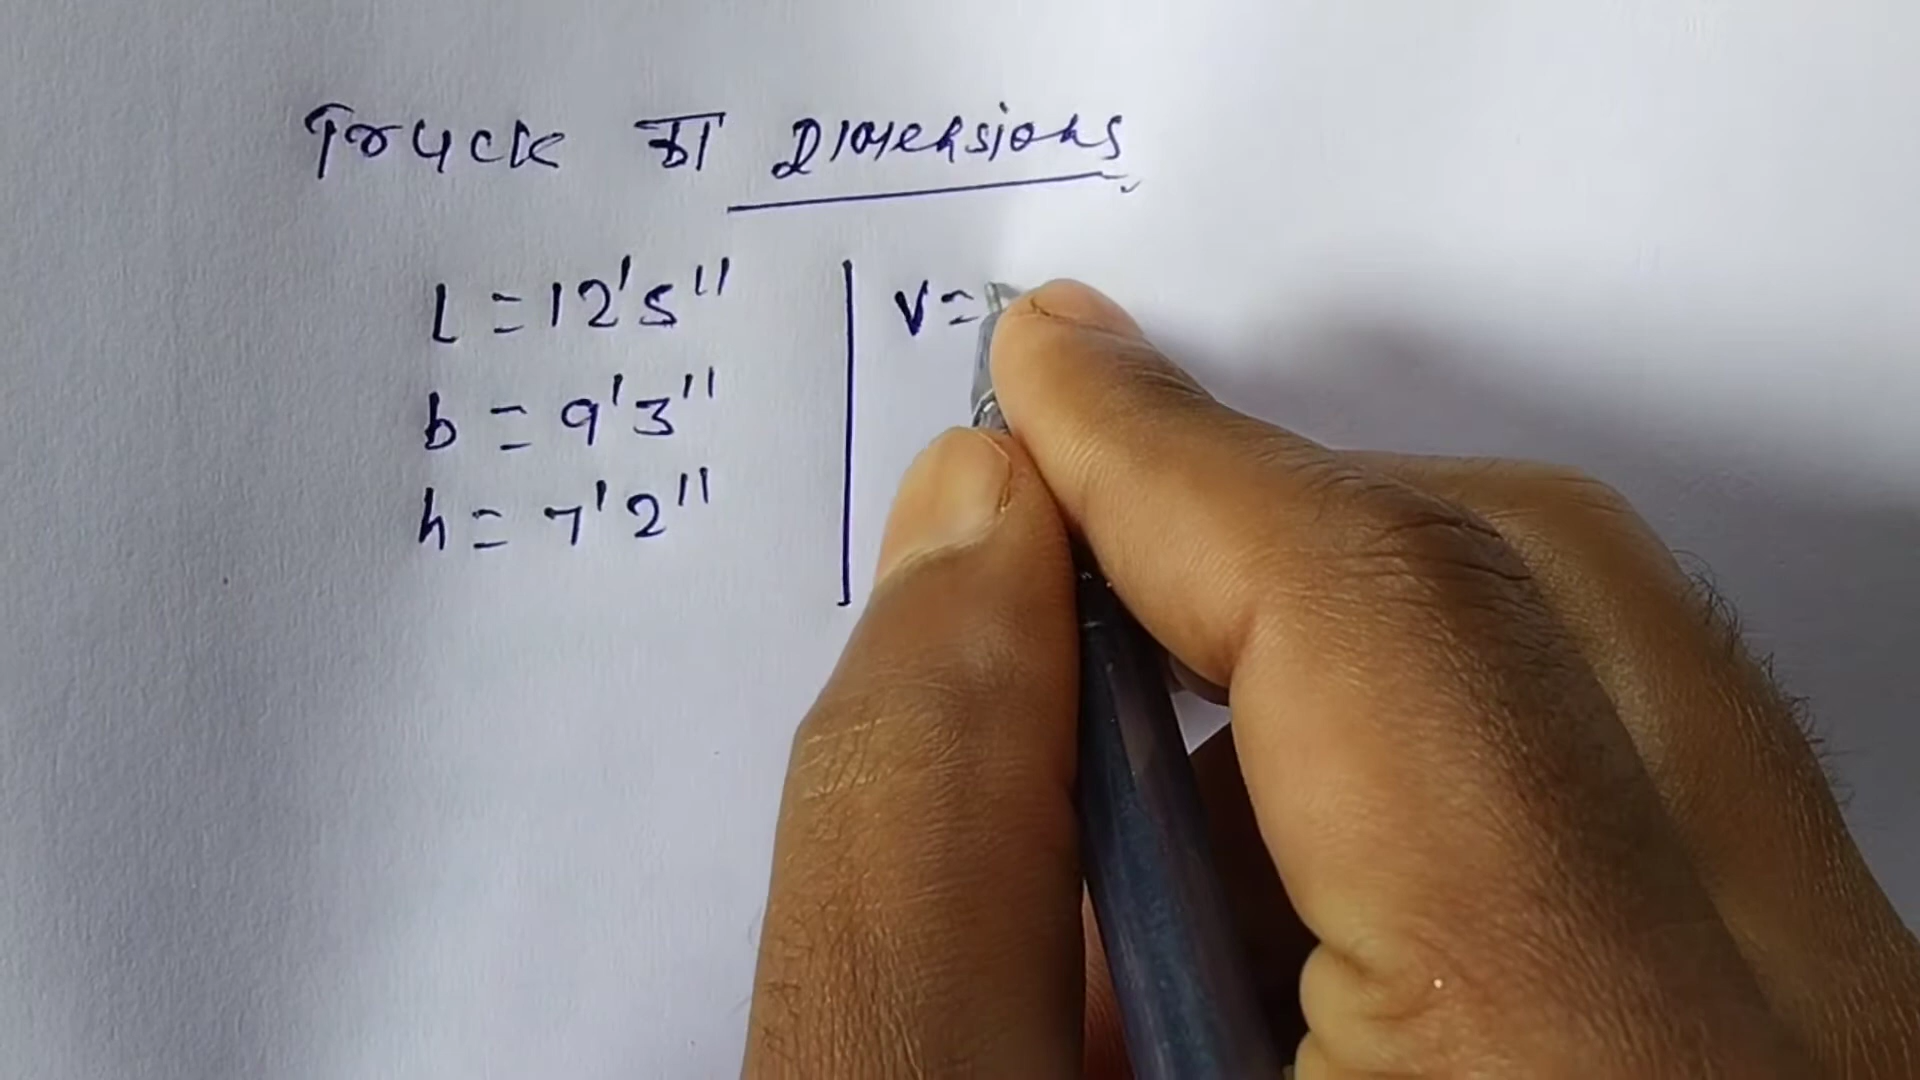 Truck का Dimensions
L = 12'5"
b = 9'3"
h = 7'2"
V =